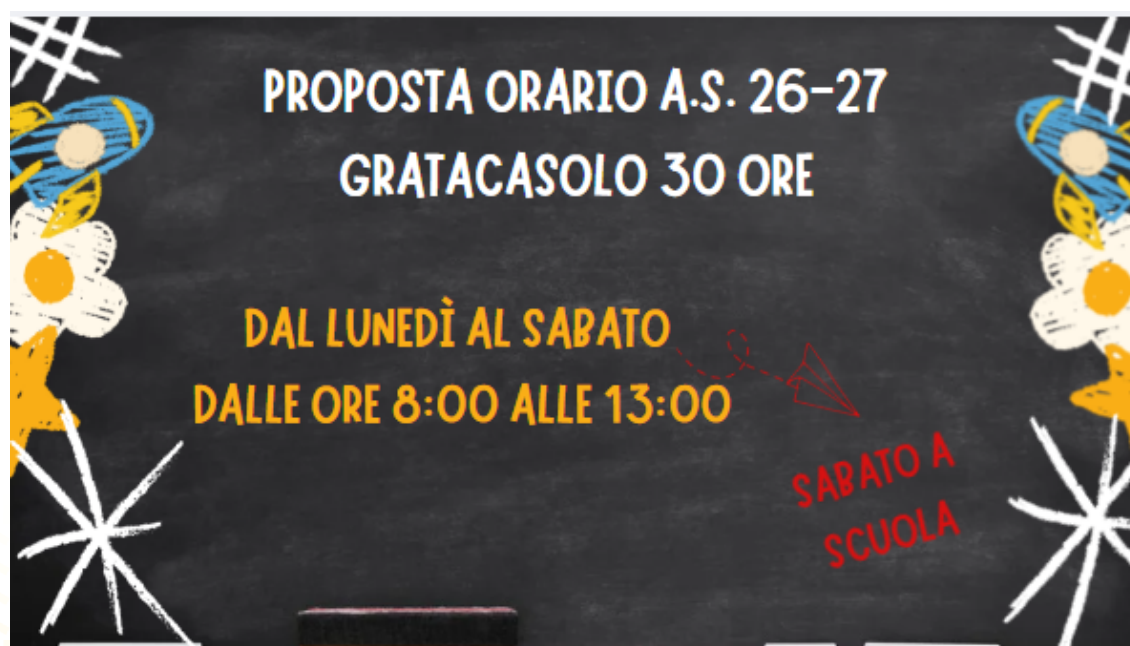 PROPOSTA ORARIO A.S. 26-27
GRATACASOLO 30 ORE
DAL LUNEDÌ AL SABATO
DALLE ORE 8:00 ALLE 13:00
SABATO A
SCUOLA